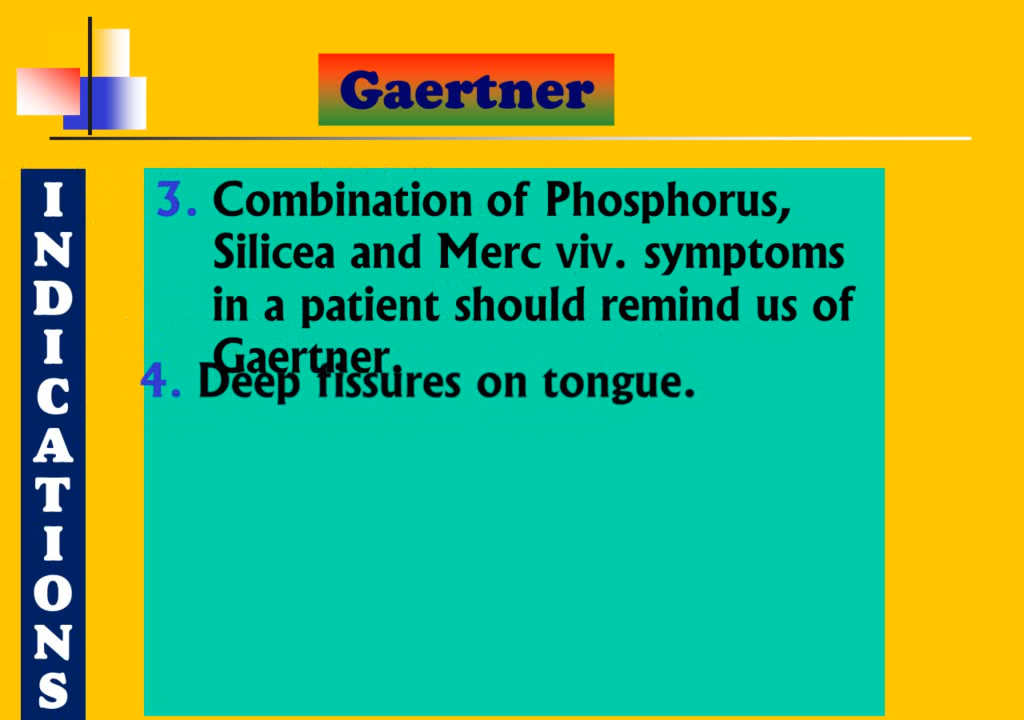 Gaertner
INDICATIONS
3. Combination of Phosphorus,
Silicea and Merc viv. symptoms
in a patient should remind us of
Gaertner.
4. Deep fissures on tongue.